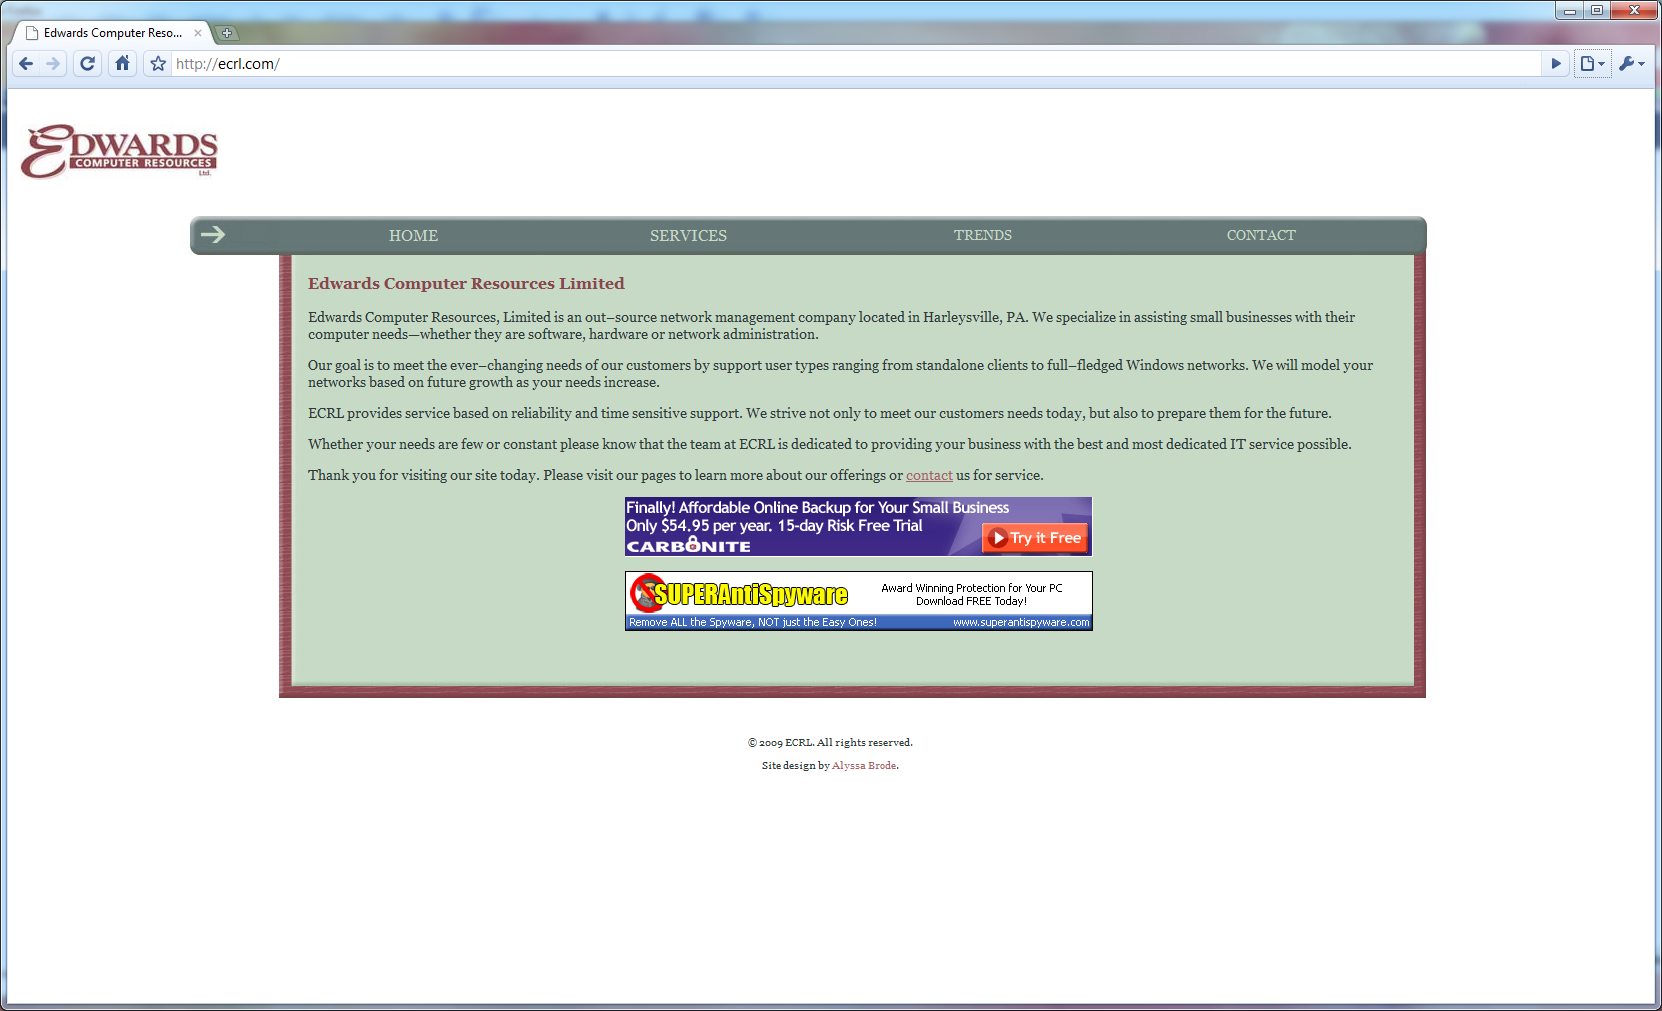 Edwards Computer Reso...
http://ecrl.com/
EDWARDS
COMPUTER RESOURCES
Ltd.
HOME SERVICES TRENDS CONTACT
Edwards Computer Resources Limited
Edwards Computer Resources, Limited is an out–source network management company located in Harleysville, PA. We specialize in assisting small businesses with their
computer needs—whether they are software, hardware or network administration.
Our goal is to meet the ever–changing needs of our customers by support user types ranging from standalone clients to full–fledged Windows networks. We will model your
networks based on future growth as your needs increase.
ECRL provides service based on reliability and time sensitive support. We strive not only to meet our customers needs today, but also to prepare them for the future.
Whether your needs are few or constant please know that the team at ECRL is dedicated to providing your business with the best and most dedicated IT service possible.
Thank you for visiting our site today. Please visit our pages to learn more about our offerings or contact us for service.
Finally! Affordable Online Backup for Your Small Business
Only $54.95 per year. 15-day Risk Free Trial
CARBONITE
Try it Free
SUPERAntiSpyware
Award Winning Protection for Your PC
Download FREE Today!
Remove ALL the Spyware, NOT just the Easy Ones! www.superantispyware.com
© 2009 ECRL. All rights reserved.
Site design by Alyssa Brode.